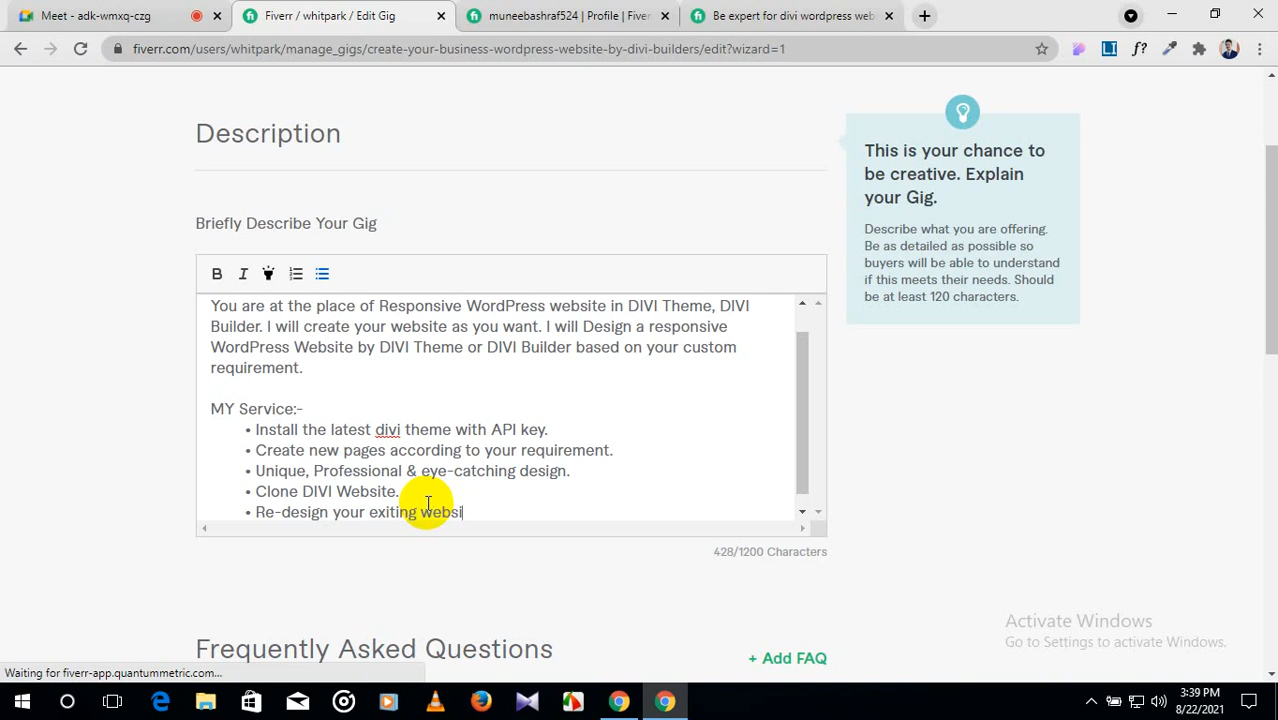 Meet - adk-wmxq-czg
Fiverr / whitpark / Edit Gig
muneebashraf524 | Profile | Fiverr
Be expert for divi wordpress web
fiverr.com/users/whitpark/manage_gigs/create-your-business-wordpress-website-by-divi-builders/edit?wizard=1
LI
f?
Description
This is your chance to
be creative. Explain
your Gig.
Describe what you are offering.
Be as detailed as possible so
buyers will be able to understand
if this meets their needs. Should
be at least 120 characters.
Briefly Describe Your Gig
B I
You are at the place of Responsive WordPress website in DIVI Theme, DIVI
Builder. I will create your website as you want. I will Design a responsive
WordPress Website by DIVI Theme or DIVI Builder based on your custom
requirement.
MY Service:-
• Install the latest divi theme with API key.
• Create new pages according to your requirement.
• Unique, Professional & eye-catching design.
• Clone DIVI Website.
• Re-design your exiting websi
428/1200 Characters
Frequently Asked Questions
+ Add FAQ
Activate Windows
Go to Settings to activate Windows.
Waiting for fiverr-app.quantummetric.com...
3:39 PM
8/22/2021